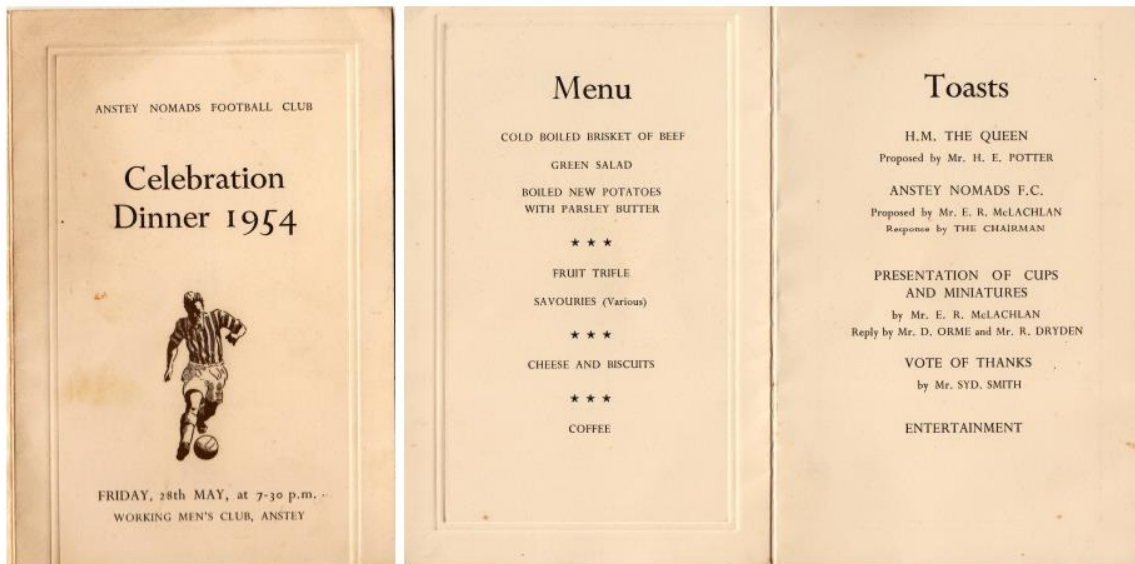 ANSTEY NOMADS FOOTBALL CLUB
Celebration
Dinner 1954
FRIDAY, 28th MAY, at 7-30 p.m.
WORKING MEN'S CLUB, ANSTEY
Menu
COLD BOILED BRISKET OF BEEF
GREEN SALAD
BOILED NEW POTATOES
WITH PARSLEY BUTTER
★ ★ ★
FRUIT TRIFLE
SAVOURIES (Various)
★ ★ ★
CHEESE AND BISCUITS
★ ★ ★
COFFEE
Toasts
H.M. THE QUEEN
Proposed by Mr. H. E. POTTER
ANSTEY NOMADS F.C.
Proposed by Mr. E. R. McLACHLAN
Response by THE CHAIRMAN
PRESENTATION OF CUPS
AND MINIATURES
by Mr. E. R. McLACHLAN
Reply by Mr. D. ORME and Mr. R. DRYDEN
VOTE OF THANKS
by Mr. SYD. SMITH
ENTERTAINMENT